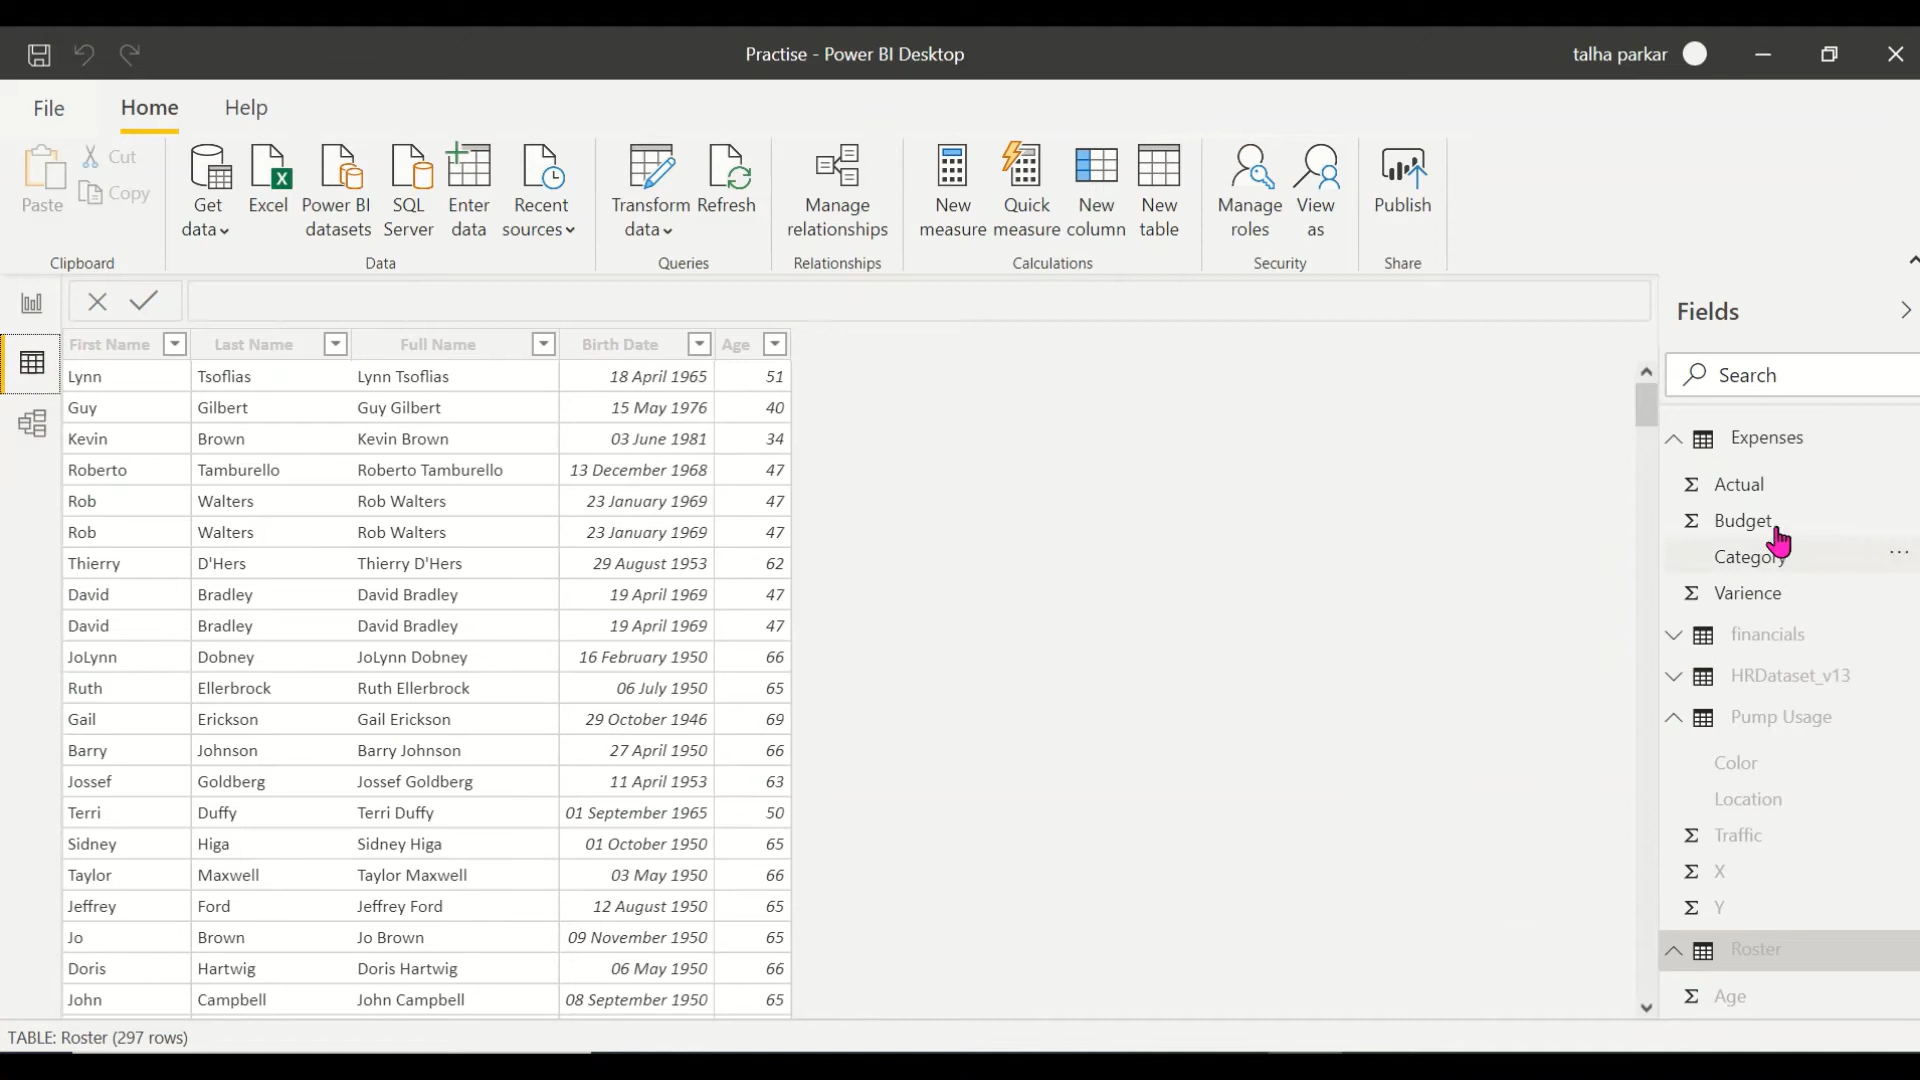 Practise - Power BI Desktop
talha parkar
File Home Help
Paste
Cut
Copy
Clipboard
Get data
Excel
Power BI datasets
SQL Server
Enter data
Recent sources
Data
Transform data
Refresh
Queries
Manage relationships
Relationships
New measure
Quick measure
New column
New table
Calculations
Manage roles
View as
Security
Publish
Share
First Name Last Name Full Name Birth Date Age
Lynn Tsoflias Lynn Tsoflias 18 April 1965 51
Guy Gilbert Guy Gilbert 15 May 1976 40
Kevin Brown Kevin Brown 03 June 1981 34
Roberto Tamburello Roberto Tamburello 13 December 1968 47
Rob Walters Rob Walters 23 January 1969 47
Rob Walters Rob Walters 23 January 1969 47
Thierry D'Hers Thierry D'Hers 29 August 1953 62
David Bradley David Bradley 19 April 1969 47
David Bradley David Bradley 19 April 1969 47
JoLynn Dobney JoLynn Dobney 16 February 1950 66
Ruth Ellerbrock Ruth Ellerbrock 06 July 1950 65
Gail Erickson Gail Erickson 29 October 1946 69
Barry Johnson Barry Johnson 27 April 1950 66
Jossef Goldberg Jossef Goldberg 11 April 1953 63
Terri Duffy Terri Duffy 01 September 1965 50
Sidney Higa Sidney Higa 01 October 1950 65
Taylor Maxwell Taylor Maxwell 03 May 1950 66
Jeffrey Ford Jeffrey Ford 12 August 1950 65
Jo Brown Jo Brown 09 November 1950 65
Doris Hartwig Doris Hartwig 06 May 1950 66
John Campbell John Campbell 08 September 1950 65
Fields
Search
Expenses
Σ Actual
Σ Budget
Category ...
Σ Varience
financials
HRDataset_v13
Pump Usage
Color
Location
Σ Traffic
Σ X
Σ Y
Roster
Σ Age
TABLE: Roster (297 rows)